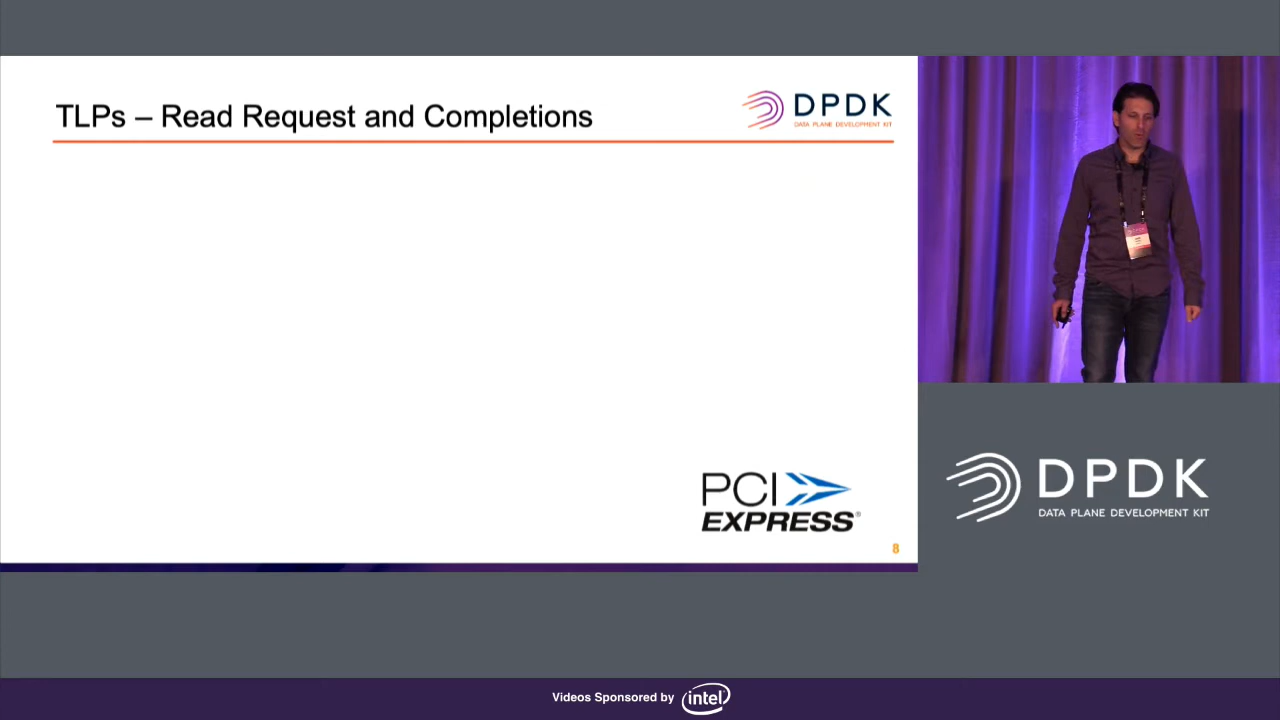 TLPs – Read Request and Completions
DPDK
DATA PLANE DEVELOPMENT KIT
PCI
EXPRESS®
8
DPDK
DATA PLANE DEVELOPMENT KIT
Videos Sponsored by intel